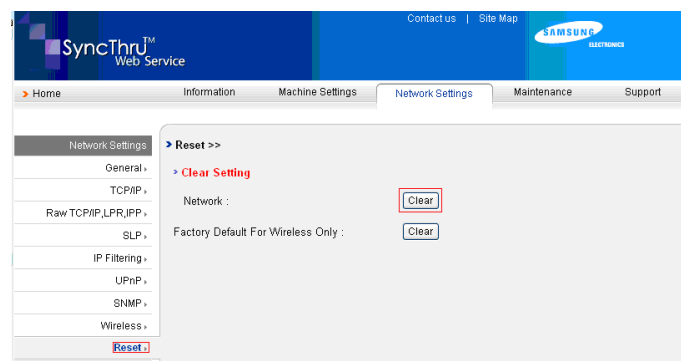 Contact us | Site Map
SAMSUNG
ELECTRONICS
SyncThru™
Web Service
> Home Information Machine Settings Network Settings Maintenance Support
Network Settings
General
TCP/IP
Raw TCP/IP,LPR,IPP
SLP
IP Filtering
UPnP
SNMP
Wireless
Reset
Reset >>
Clear Setting
Network : Clear
Factory Default For Wireless Only : Clear